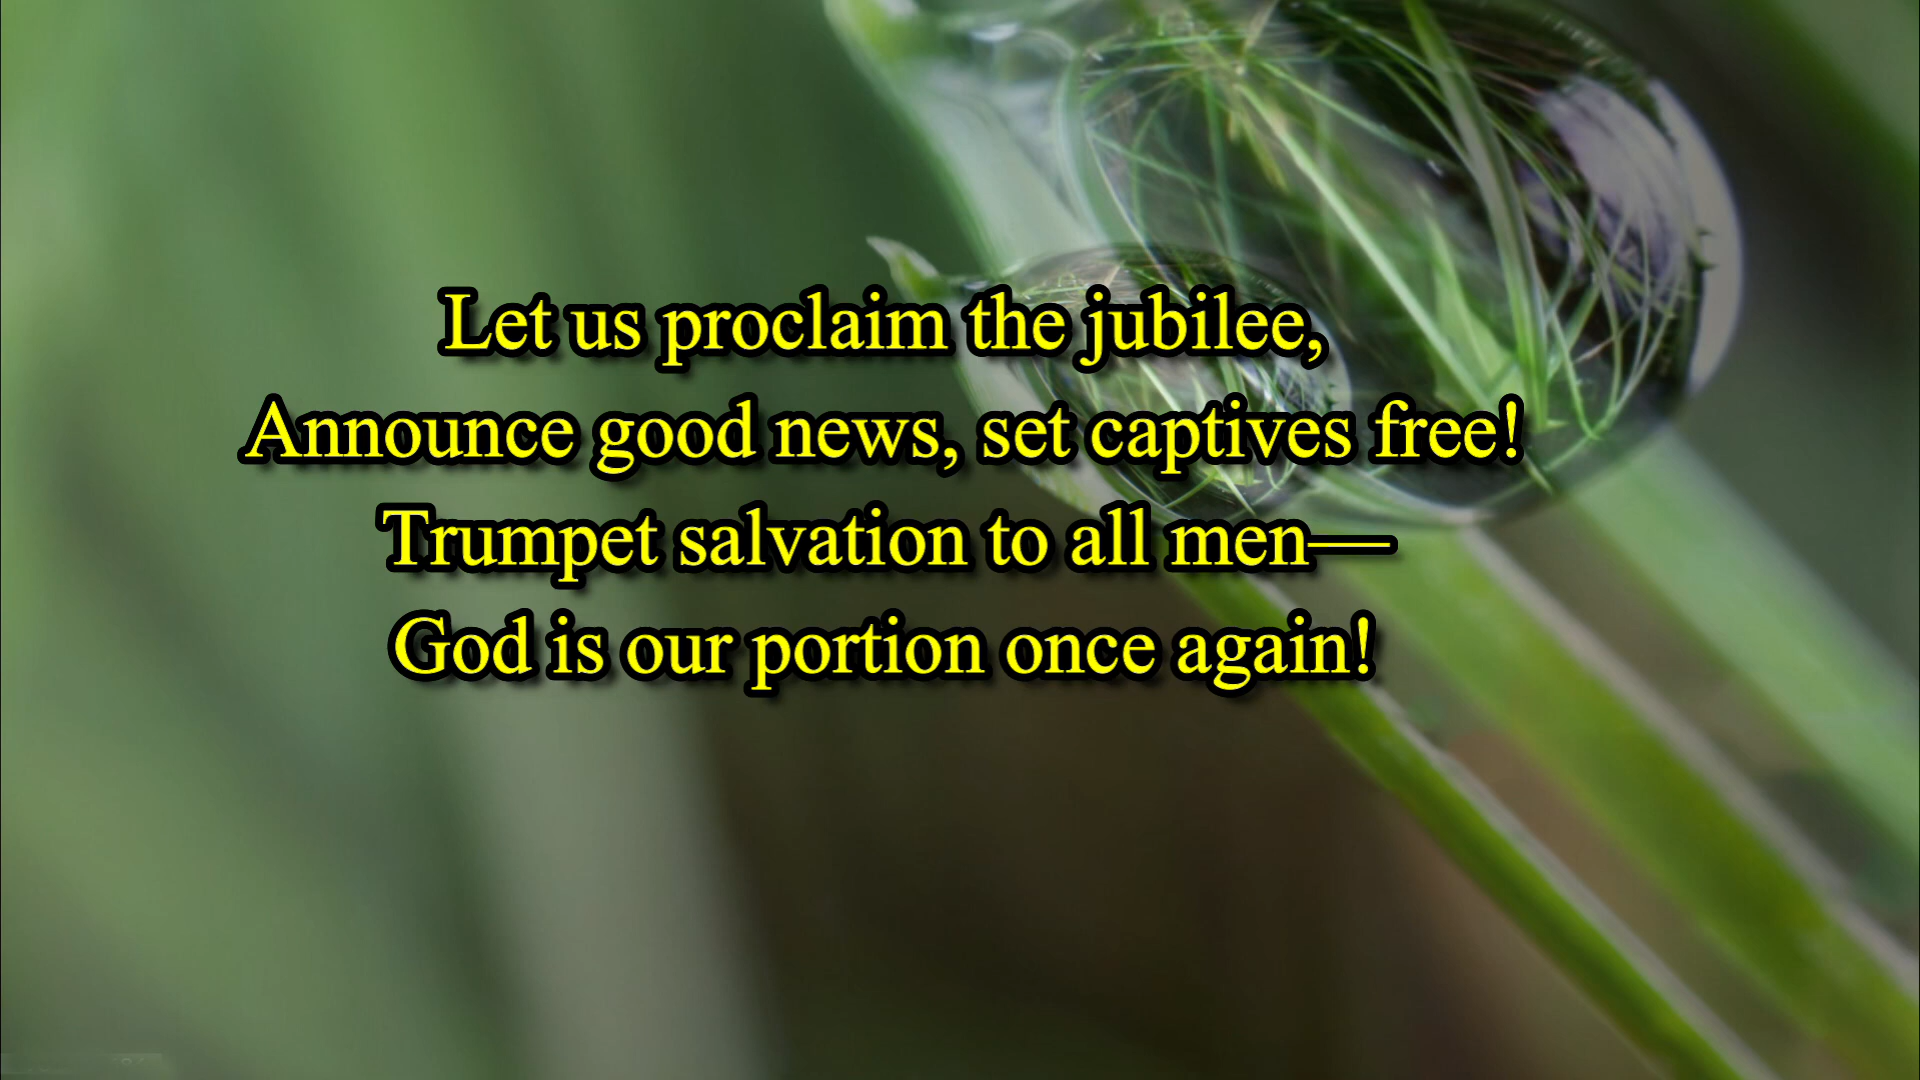 Let us proclaim the jubilee,
Announce good news, set captives free!
Trumpet salvation to all men—
God is our portion once again!